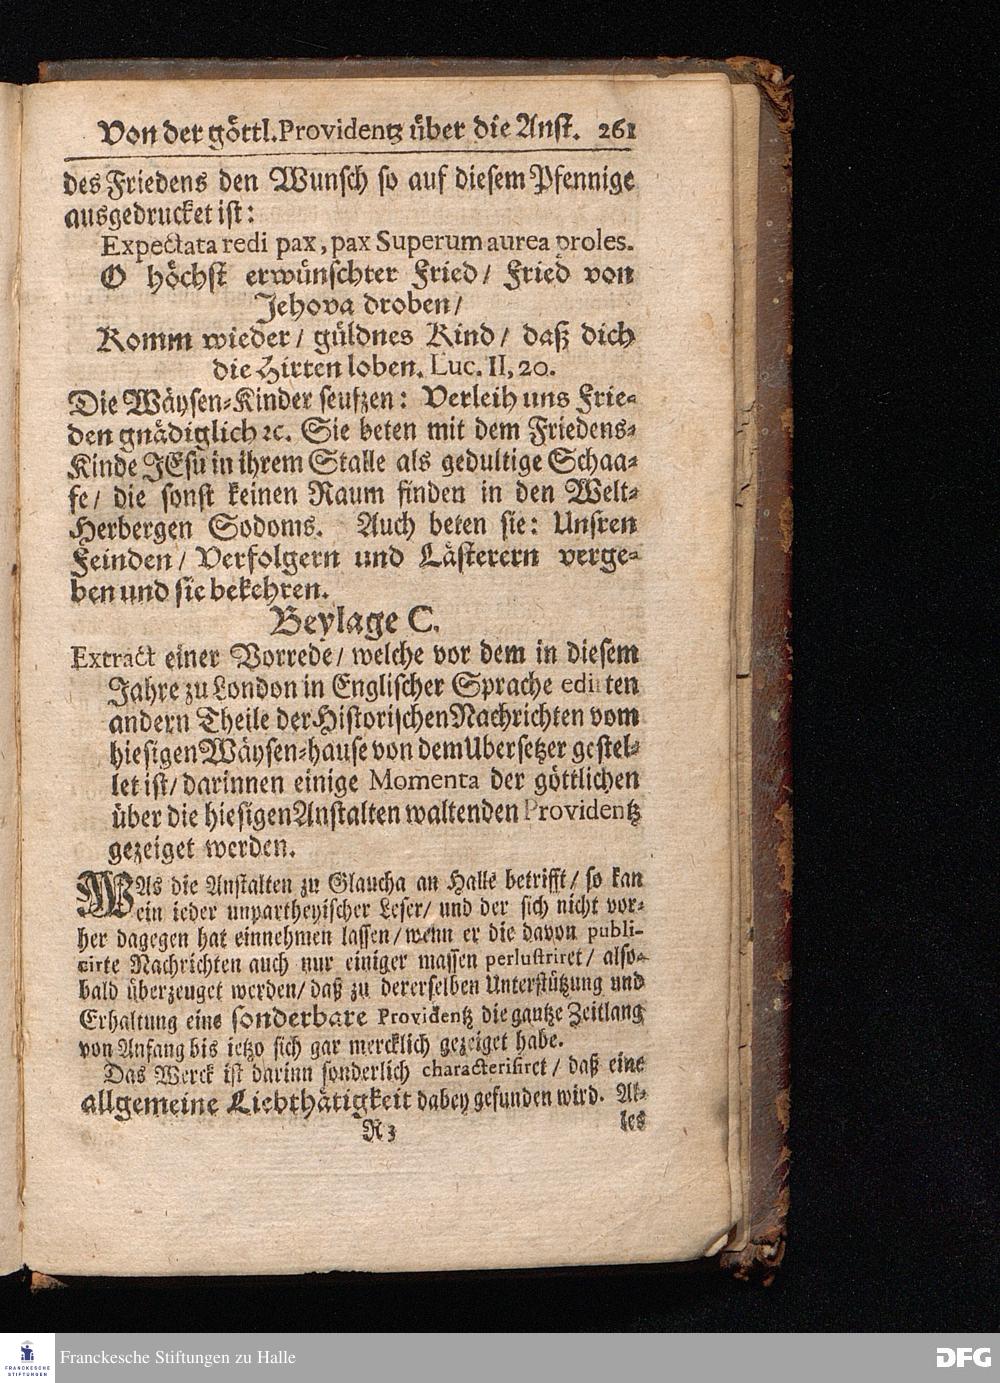 Von der göttl. Providentz über die Anst. 261
des Friedens den Wunsch so auf diesem Pfennige
ausgedrucket ist:
Expectata redi pax, pax Superum aurea proles.
O höchst erwünschter Fried/ Fried von
Jehova droben/
Komm wieder/ güldnes Kind/ daß dich
die Hirten loben. Luc. II, 20.
Die Wäysen-Kinder seufzen: Verleih uns Frie-
den gnädiglich ꝛc. Sie beten mit dem Friedens-
Kinde JEsu in ihrem Stalle als gedultige Schaa-
fe/ die sonst keinen Raum finden in den Welt-
Herbergen Sodoms. Auch beten sie: Unsren
Feinden/ Verfolgern und Lästerern verge-
ben und sie bekehren.
Beylage C.
Extract einer Vorrede/ welche vor dem in diesem
Jahre zu London in Englischer Sprache edirten
andern Theile der Historischen Nachrichten vom
hiesigen Wäysen-hause von dem Ubersetzer gestel-
let ist/ darinnen einige Momenta der göttlichen
über die hiesigen Anstalten waltenden Providentz
gezeiget werden.
WAs die Anstalten zu Glaucha an Halle betrifft/ so kan
ein ieder unpartheyischer Leser/ und der sich nicht vor-
her dagegen hat einnehmen lassen/ wenn er die davon publi-
cirte Nachrichten auch nur einiger massen perlustriret/ also-
bald überzeuget werden/ daß zu dererselben Unterstützung und
Erhaltung eine sonderbare Providentz die gantze Zeitlang
von Anfang bis ietzo sich gar mercklich gezeiget habe.
Das Werck ist darinn sonderlich characterisiret/ daß eine
allgemeine Liebthätigkeit dabey gefunden wird. Al-
R 3 les
FRANCKESCHE STIFTUNGEN
Franckesche Stiftungen zu Halle
DFG